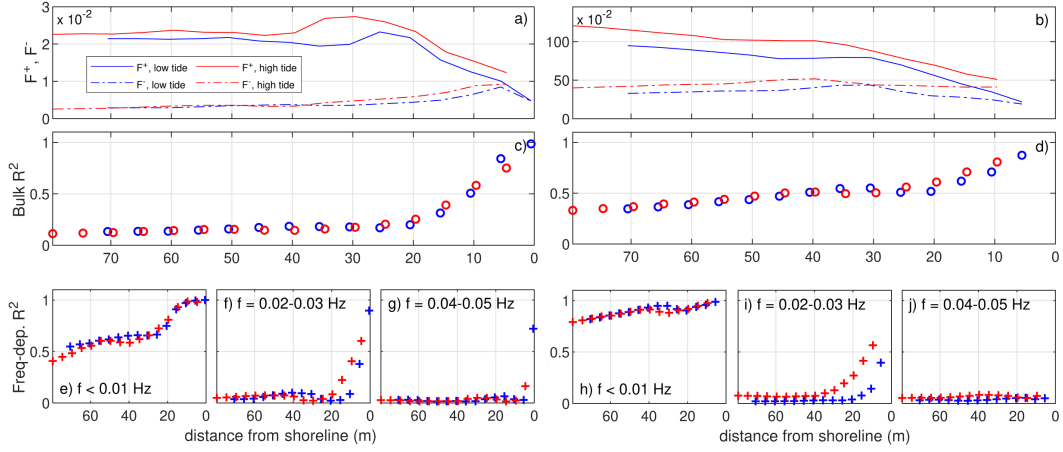 x 10⁻²
a)
3
2
1
0
F⁺, F⁻
F⁺, low tide
F⁺, high tide
F⁻, low tide
F⁻, high tide
x 10⁻²
b)
100
50
0
c)
1
0.5
0
Bulk R²
70 60 50 40 30 20 10 0
d)
1
0.5
0
70 60 50 40 30 20 10 0
1
0.5
0
Freq-dep. R²
e) f < 0.01 Hz
f) f = 0.02-0.03 Hz
g) f = 0.04-0.05 Hz
60 40 20 0
60 40 20 0
60 40 20 0
distance from shoreline (m)
1
0.5
0
h) f < 0.01 Hz
i) f = 0.02-0.03 Hz
j) f = 0.04-0.05 Hz
60 40 20 0
60 40 20 0
60 40 20 0
distance from shoreline (m)